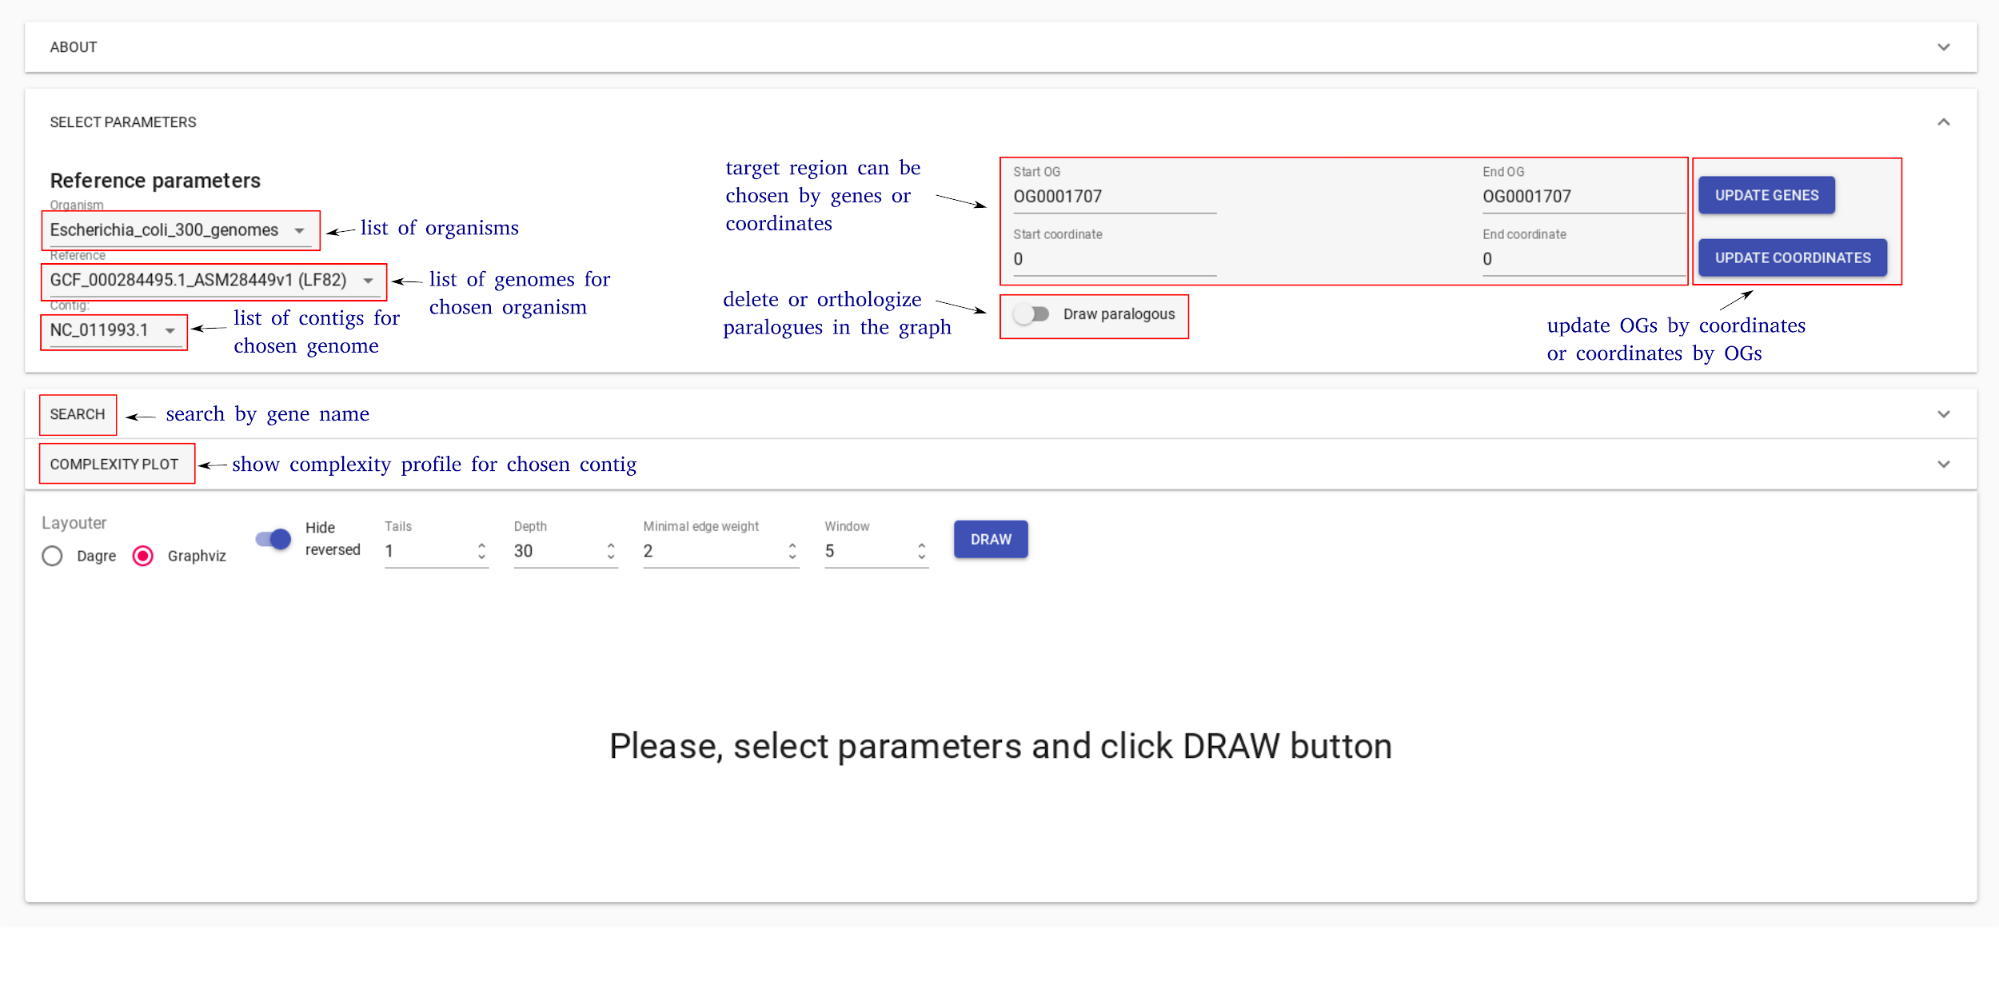 ABOUT
SELECT PARAMETERS
Reference parameters
Organism
Escherichia_coli_300_genomes
list of organisms
Reference
GCF_000284495.1_ASM28449v1 (LF82)
list of genomes for
chosen organism
Contig:
NC_011993.1
list of contigs for
chosen genome
target region can be
chosen by genes or
coordinates
Start OG
OG0001707
End OG
OG0001707
UPDATE GENES
Start coordinate
0
End coordinate
0
UPDATE COORDINATES
delete or orthologize
paralogues in the graph
Draw paralogous
update OGs by coordinates
or coordinates by OGs
SEARCH
search by gene name
COMPLEXITY PLOT
show complexity profile for chosen contig
Layouter
Dagre
Graphviz
Hide
reversed
Tails
1
Depth
30
Minimal edge weight
2
Window
5
DRAW
Please, select parameters and click DRAW button